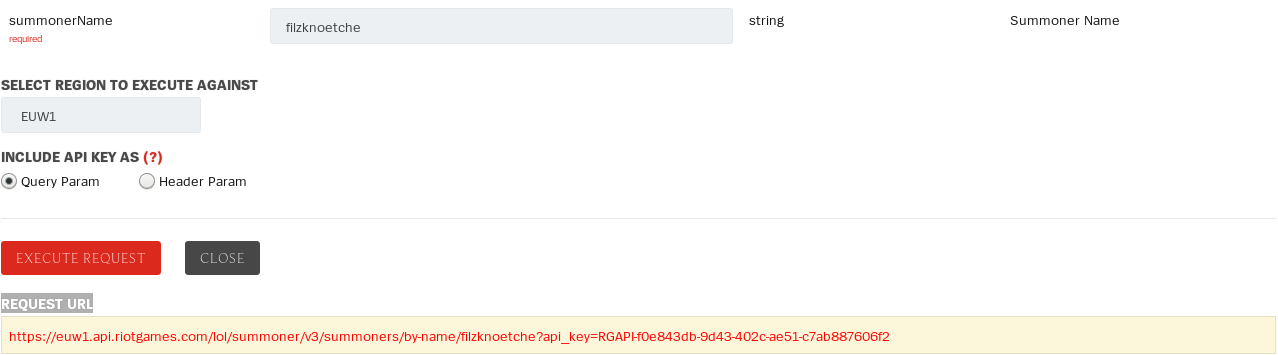 summonerName filzknoetche string Summoner Name
required
SELECT REGION TO EXECUTE AGAINST
EUW1
INCLUDE API KEY AS (?)
Query Param Header Param
EXECUTE REQUEST CLOSE
REQUEST URL
https://euw1.api.riotgames.com/lol/summoner/v3/summoners/by-name/filzknoetche?api_key=RGAPI-f0e843db-9d43-402c-ae51-c7ab887606f2